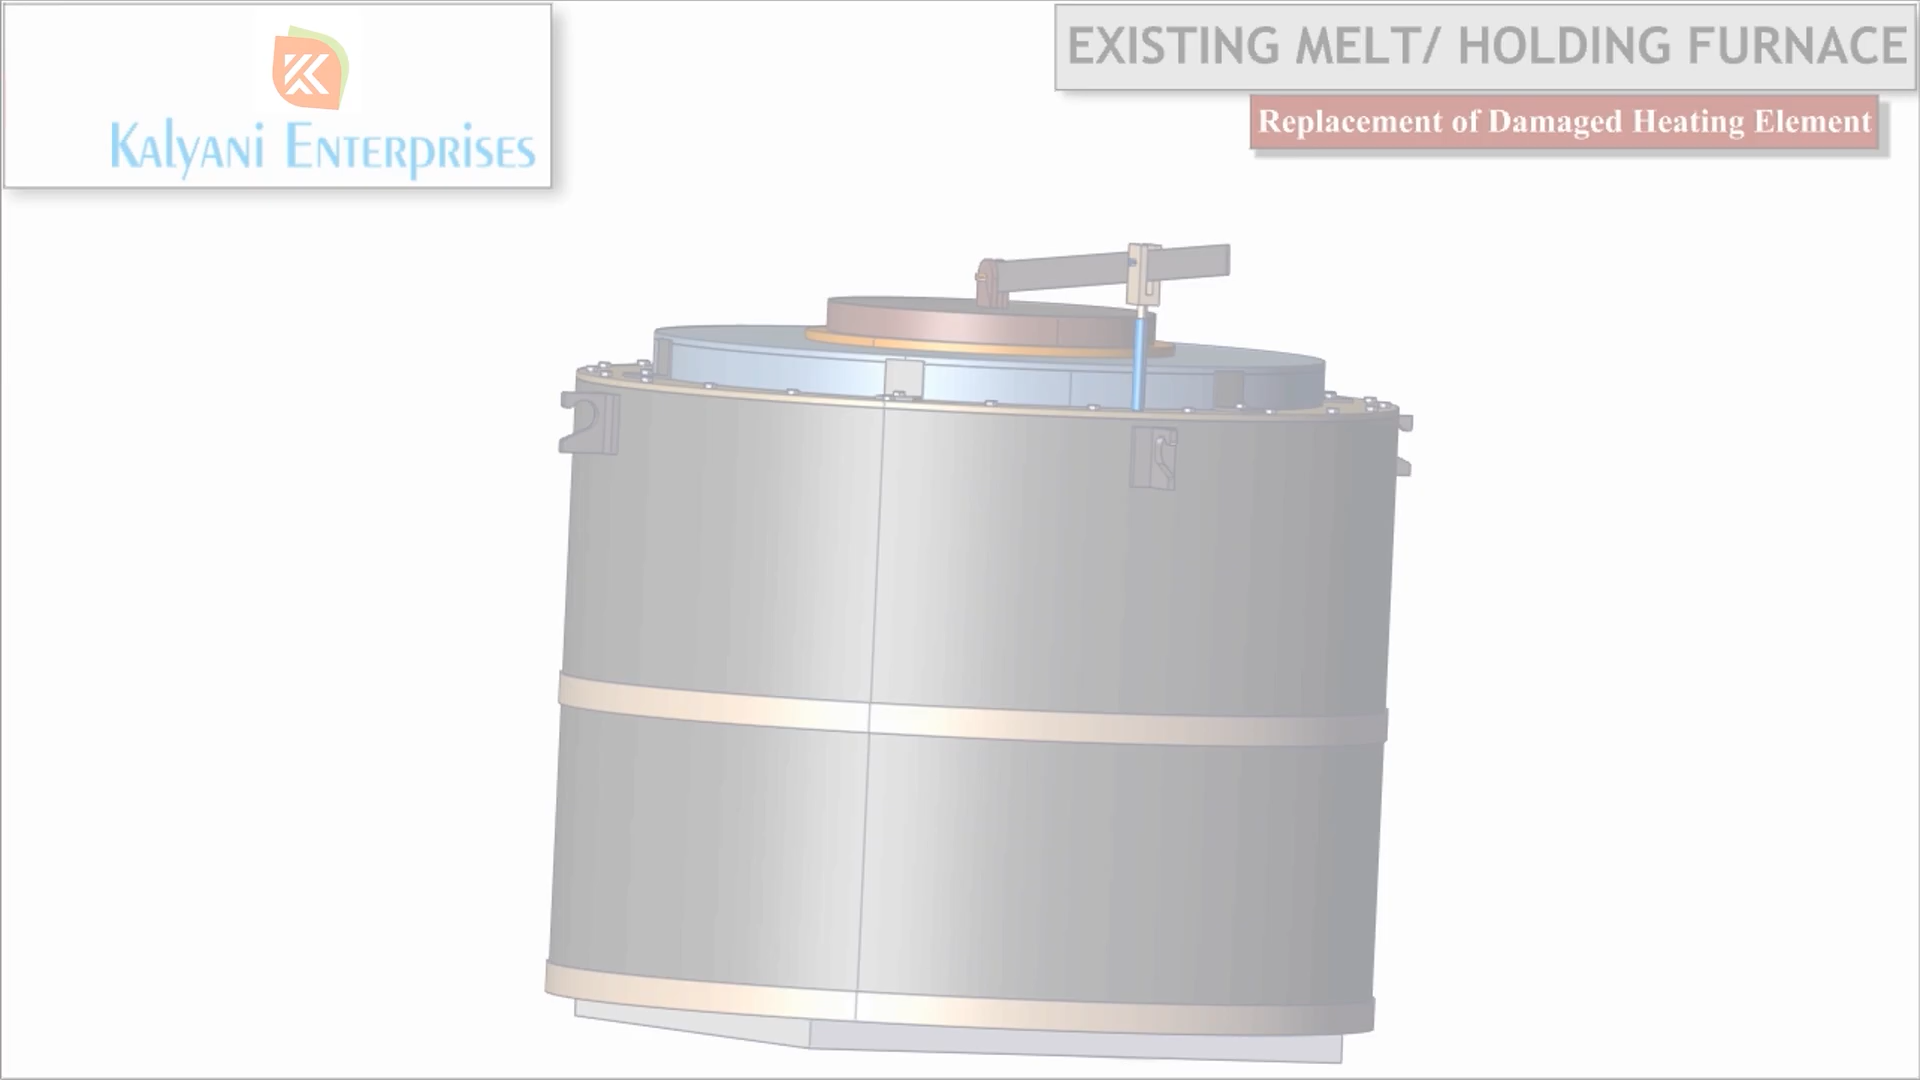 Kalyani Enterprises
EXISTING MELT/ HOLDING FURNACE
Replacement of Damaged Heating Element